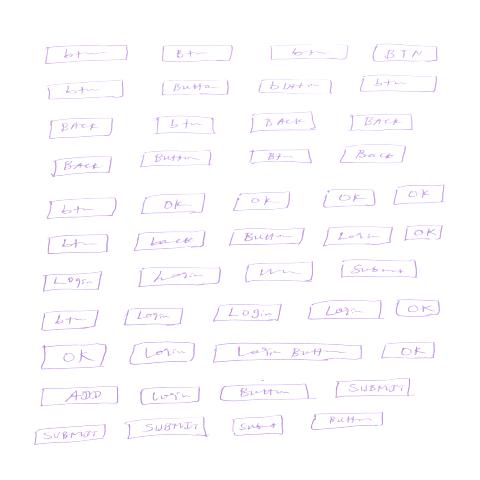 btn Btn btn BTN
btn Button button btn
BACK btn BACK BACK
BACK Button Btn Back
btn OK OK OK OK
btn back Button Login OK
Login Login Submit
btn Login Login Login OK
OK Login Login Button OK
ADD Login Button SUBMIT
SUBMIT SUBMIT Submit Button